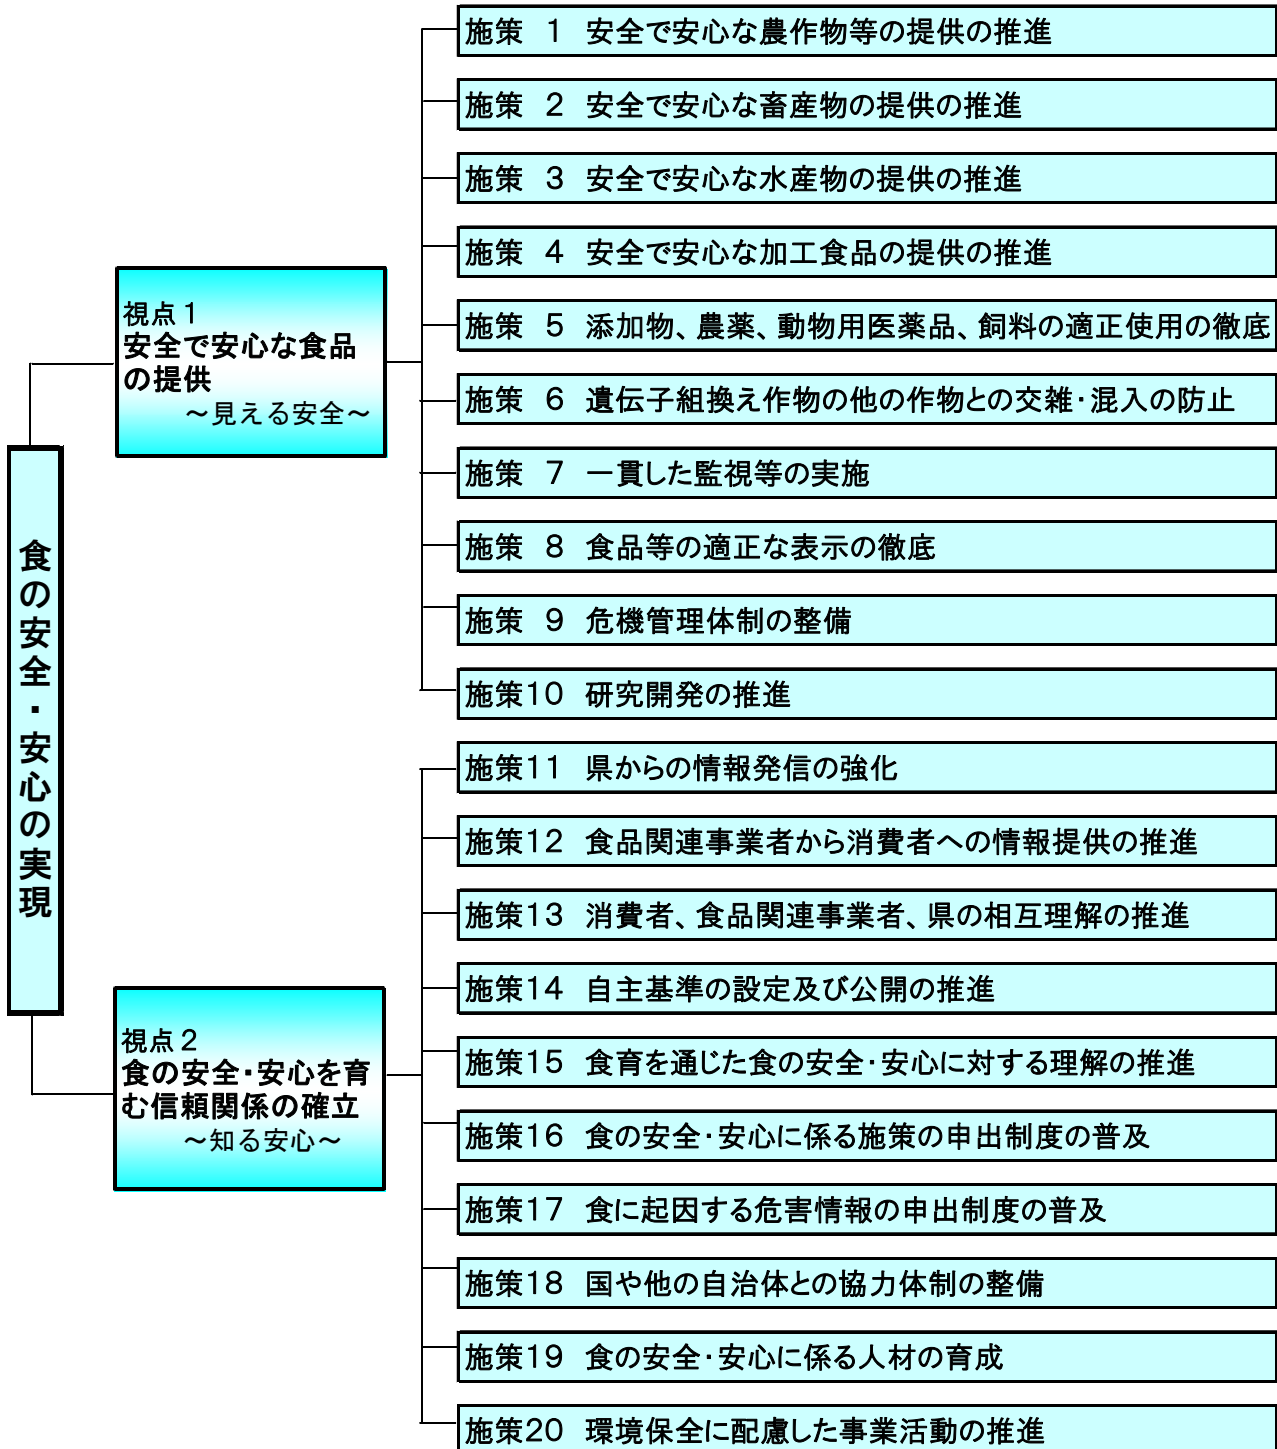 食の安全・安心の実現
視点1
安全で安心な食品
の提供
～見える安全～
施策 1 安全で安心な農作物等の提供の推進
施策 2 安全で安心な畜産物の提供の推進
施策 3 安全で安心な水産物の提供の推進
施策 4 安全で安心な加工食品の提供の推進
施策 5 添加物、農薬、動物用医薬品、飼料の適正使用の徹底
施策 6 遺伝子組換え作物の他の作物との交雑・混入の防止
施策 7 一貫した監視等の実施
施策 8 食品等の適正な表示の徹底
施策 9 危機管理体制の整備
施策10 研究開発の推進
視点2
食の安全・安心を育
む信頼関係の確立
～知る安心～
施策11 県からの情報発信の強化
施策12 食品関連事業者から消費者への情報提供の推進
施策13 消費者、食品関連事業者、県の相互理解の推進
施策14 自主基準の設定及び公開の推進
施策15 食育を通じた食の安全・安心に対する理解の推進
施策16 食の安全・安心に係る施策の申出制度の普及
施策17 食に起因する危害情報の申出制度の普及
施策18 国や他の自治体との協力体制の整備
施策19 食の安全・安心に係る人材の育成
施策20 環境保全に配慮した事業活動の推進